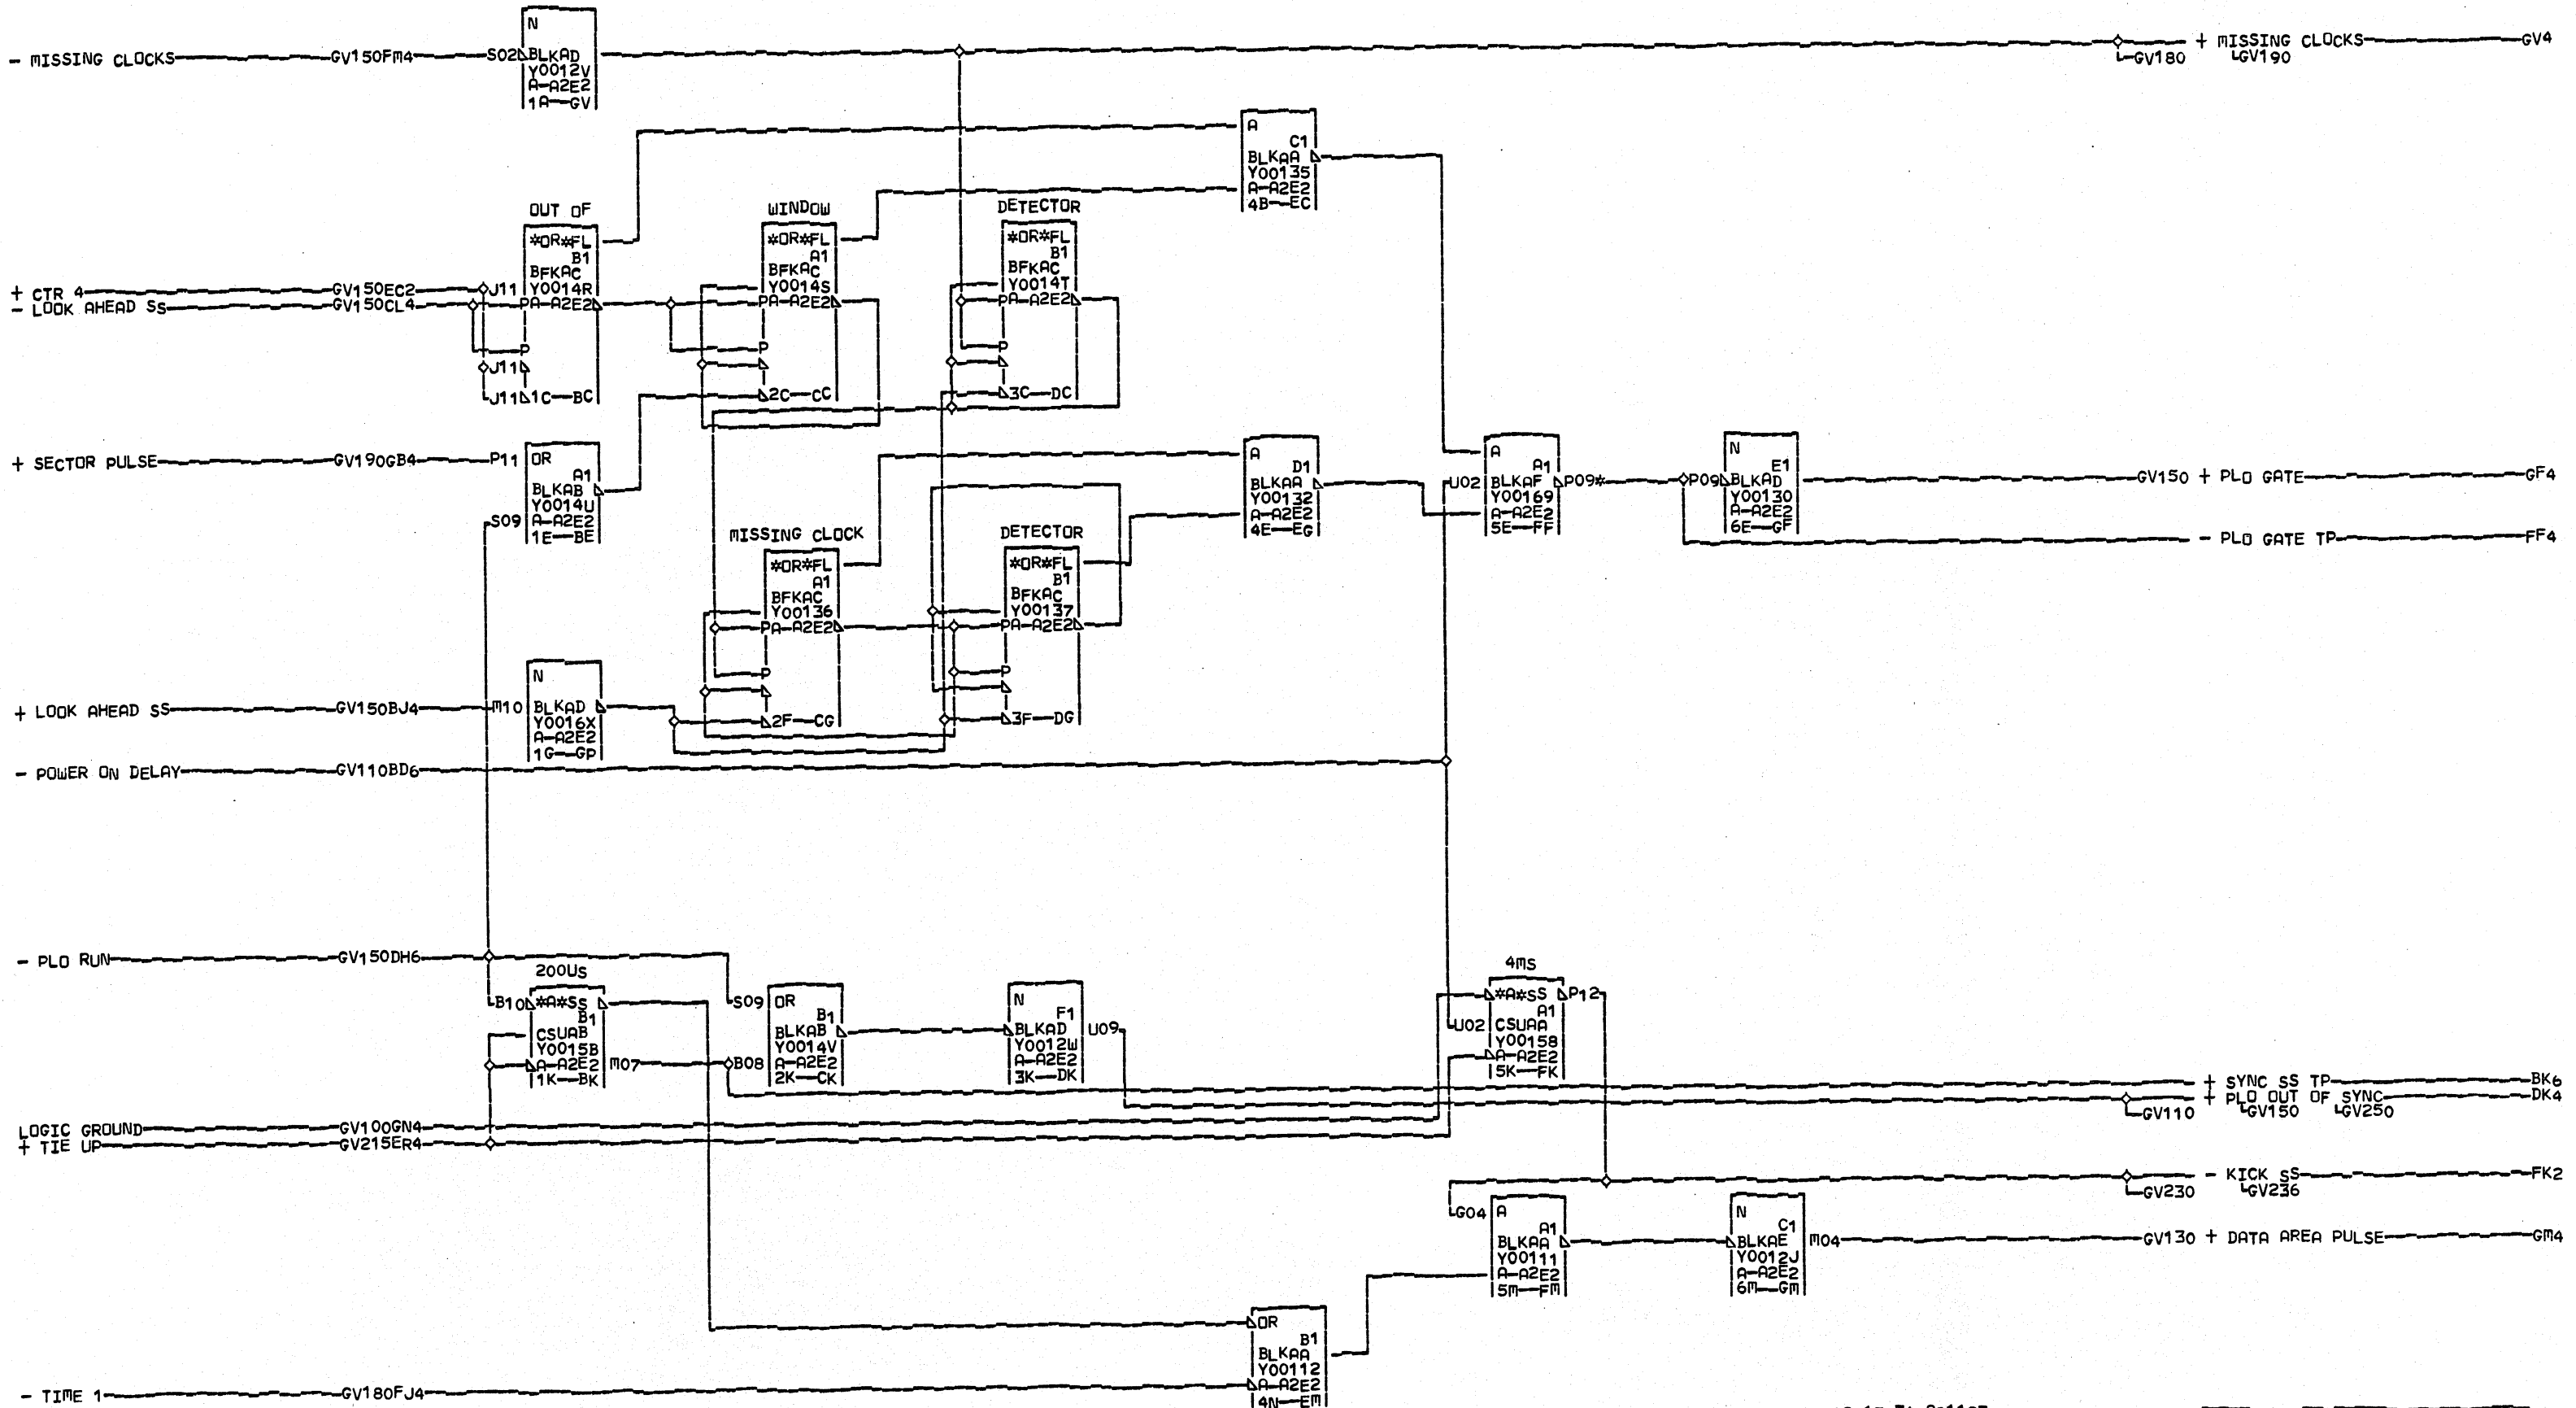 N
- MISSING CLOCKS GV150FM4 S02 BLKAD + MISSING CLOCKS GV4
Y0012V GV180 GV190
A-A2E2
1A GV
A
C1
BLKAA
Y00135
A-A2E2
4B EC
OUT OF WINDOW DETECTOR
*OR*FL *OR*FL *OR*FL
B1 A1 B1
BFKAC BFKAC BFKAC
+ CTR 4 GV150EC2 J11 Y0014R Y0014S Y0014T
- LOOK AHEAD SS GV150CL4 PA-A2E2 PA-A2E2 PA-A2E2
P P P
J11
J11 1C BC 2C CC 3C DC
+ SECTOR PULSE GV190GB4 P11 OR A A N
A1 D1 A1 E1
BLKAB BLKAA U02 BLKAF P09* P09 BLKAD GV150 + PLO GATE GF4
Y0014U Y00132 Y00169 Y00130
S09 A-A2E2 A-A2E2 A-A2E2 A-A2E2
1E BE 4E EG 5E FF 6E GF
MISSING CLOCK DETECTOR - PLO GATE TP FF4
*OR*FL *OR*FL
A1 B1
BFKAC BFKAC
Y00136 Y00137
PA-A2E2 PA-A2E2
P P
N
+ LOOK AHEAD SS GV150BJ4 M10 BLKAD
Y0016X 2F CG 3F DG
A-A2E2
1G GP
- POWER ON DELAY GV110BD6
- PLO RUN GV150DH6
200US 4MS
B10 *A*SS S09 OR N *A*SS P12
B1 B1 F1 A1
CSUAB BLKAB BLKAD U09 U02 CSUAA
Y0015B Y0014V Y0012W Y00158
A-A2E2 M07 B08 A-A2E2 A-A2E2 A-A2E2
1K BK 2K CK 3K DK 5K FK
+ SYNC SS TP BK6
+ PLO OUT OF SYNC DK4
GV110 GV150 GV250
LOGIC GROUND GV100GN4
+ TIE UP GV215ER4
- KICK SS FK2
GV230 GV236
G04 A N
A1 C1
BLKAA BLKAE M04 GV130 + DATA AREA PULSE GM4
Y00111 Y0012J
A-A2E2 A-A2E2
5M FM 6M GM
OR
B1
BLKAA
Y00112
- TIME 1 GV180FJ4 A-A2E2
4N EM